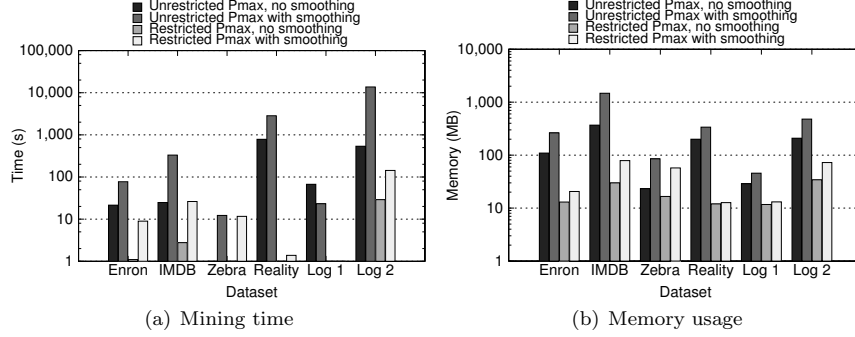 Unrestricted Pmax, no smoothing
Unrestricted Pmax with smoothing
Restricted Pmax, no smoothing
Restricted Pmax with smoothing
100,000
10,000
1,000
100
10
1
Time (s)
Enron IMDB Zebra Reality Log 1 Log 2
Dataset
(a) Mining time
Unrestricted Pmax, no smoothing
Unrestricted Pmax with smoothing
Restricted Pmax, no smoothing
Restricted Pmax with smoothing
10,000
1,000
100
10
1
Memory (MB)
Enron IMDB Zebra Reality Log 1 Log 2
Dataset
(b) Memory usage